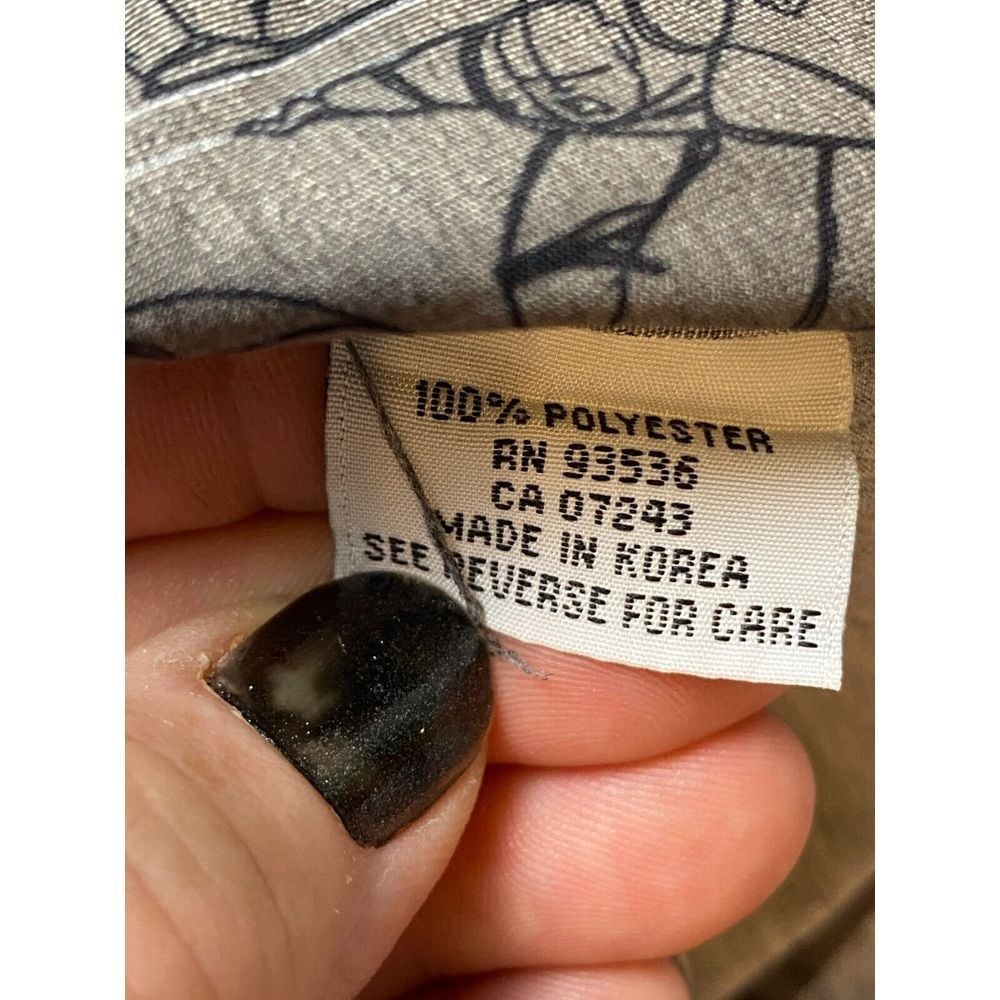 100% POLYESTER
RN 93536
CA 07243
MADE IN KOREA
SEE REVERSE FOR CARE